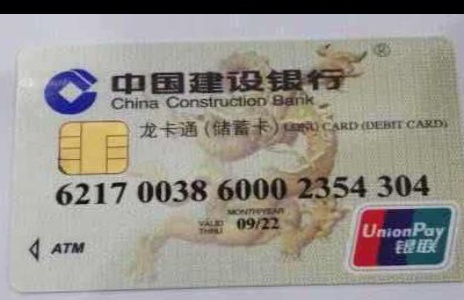 中国建设银行
China Construction Bank
龙卡通(储蓄卡) LONG CARD (DEBIT CARD)
6217 0038 6000 2354 304
MONTH/YEAR
VALID THRU 09/22
ATM
UnionPay
银联